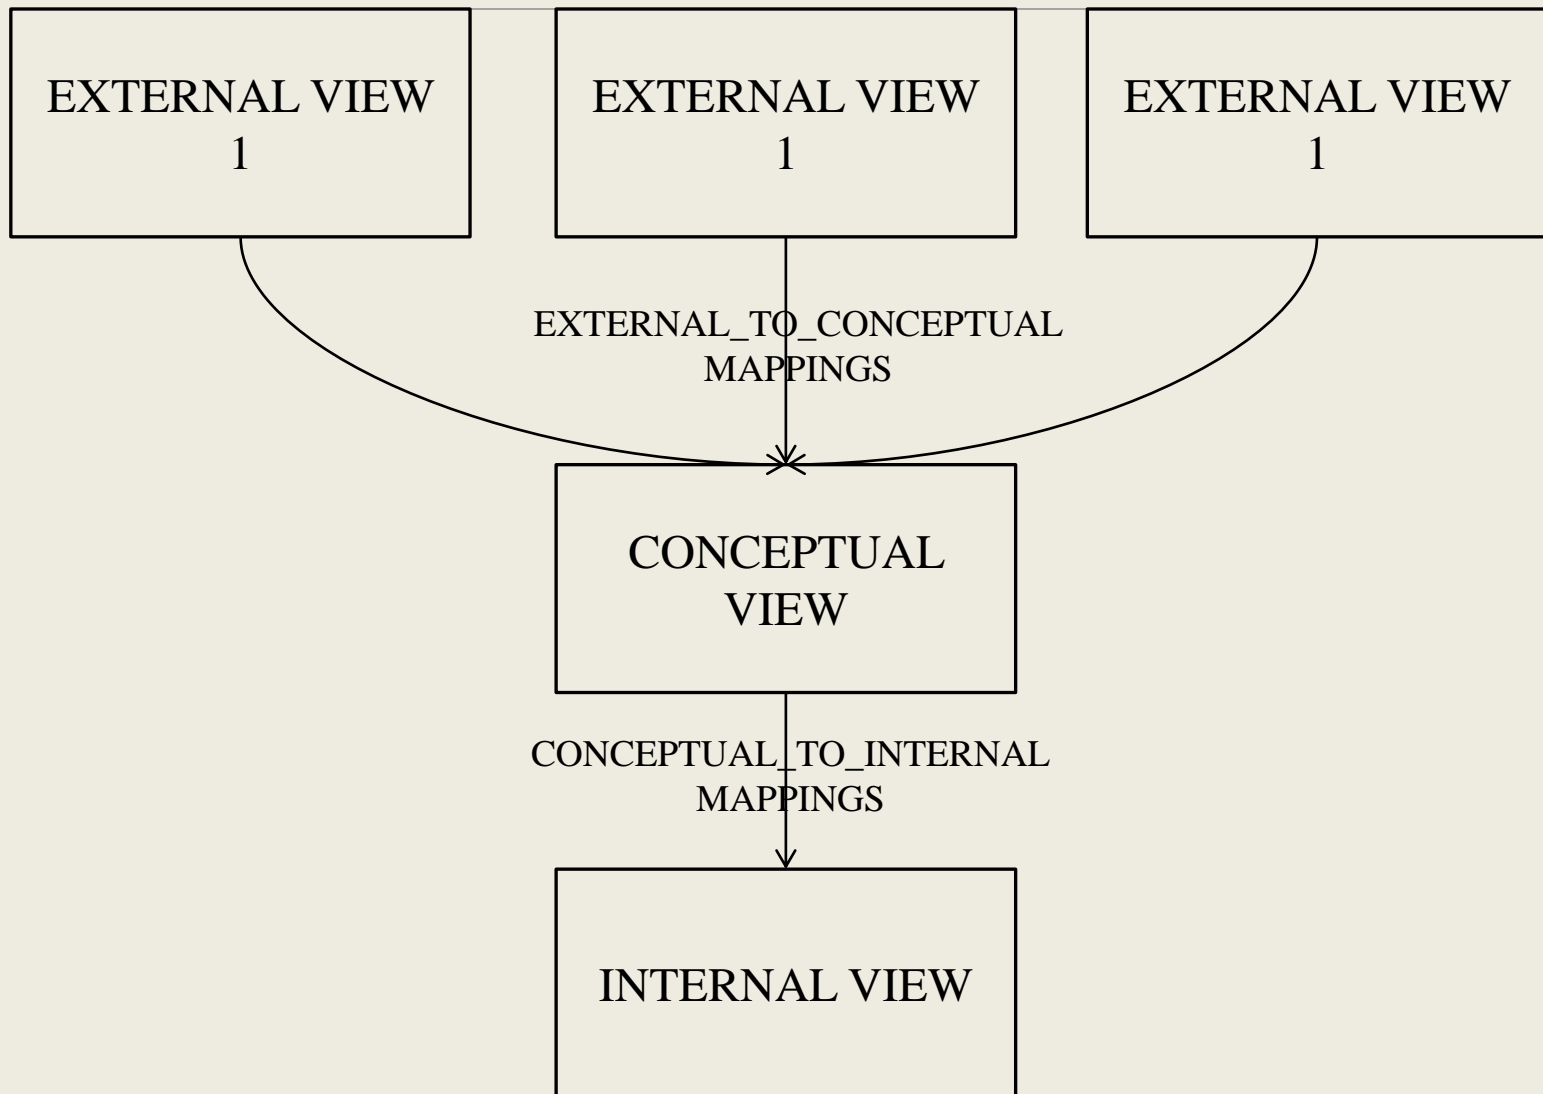 EXTERNAL VIEW
1
EXTERNAL VIEW
1
EXTERNAL VIEW
1
EXTERNAL_TO_CONCEPTUAL
MAPPINGS
CONCEPTUAL
VIEW
CONCEPTUAL_TO_INTERNAL
MAPPINGS
INTERNAL VIEW